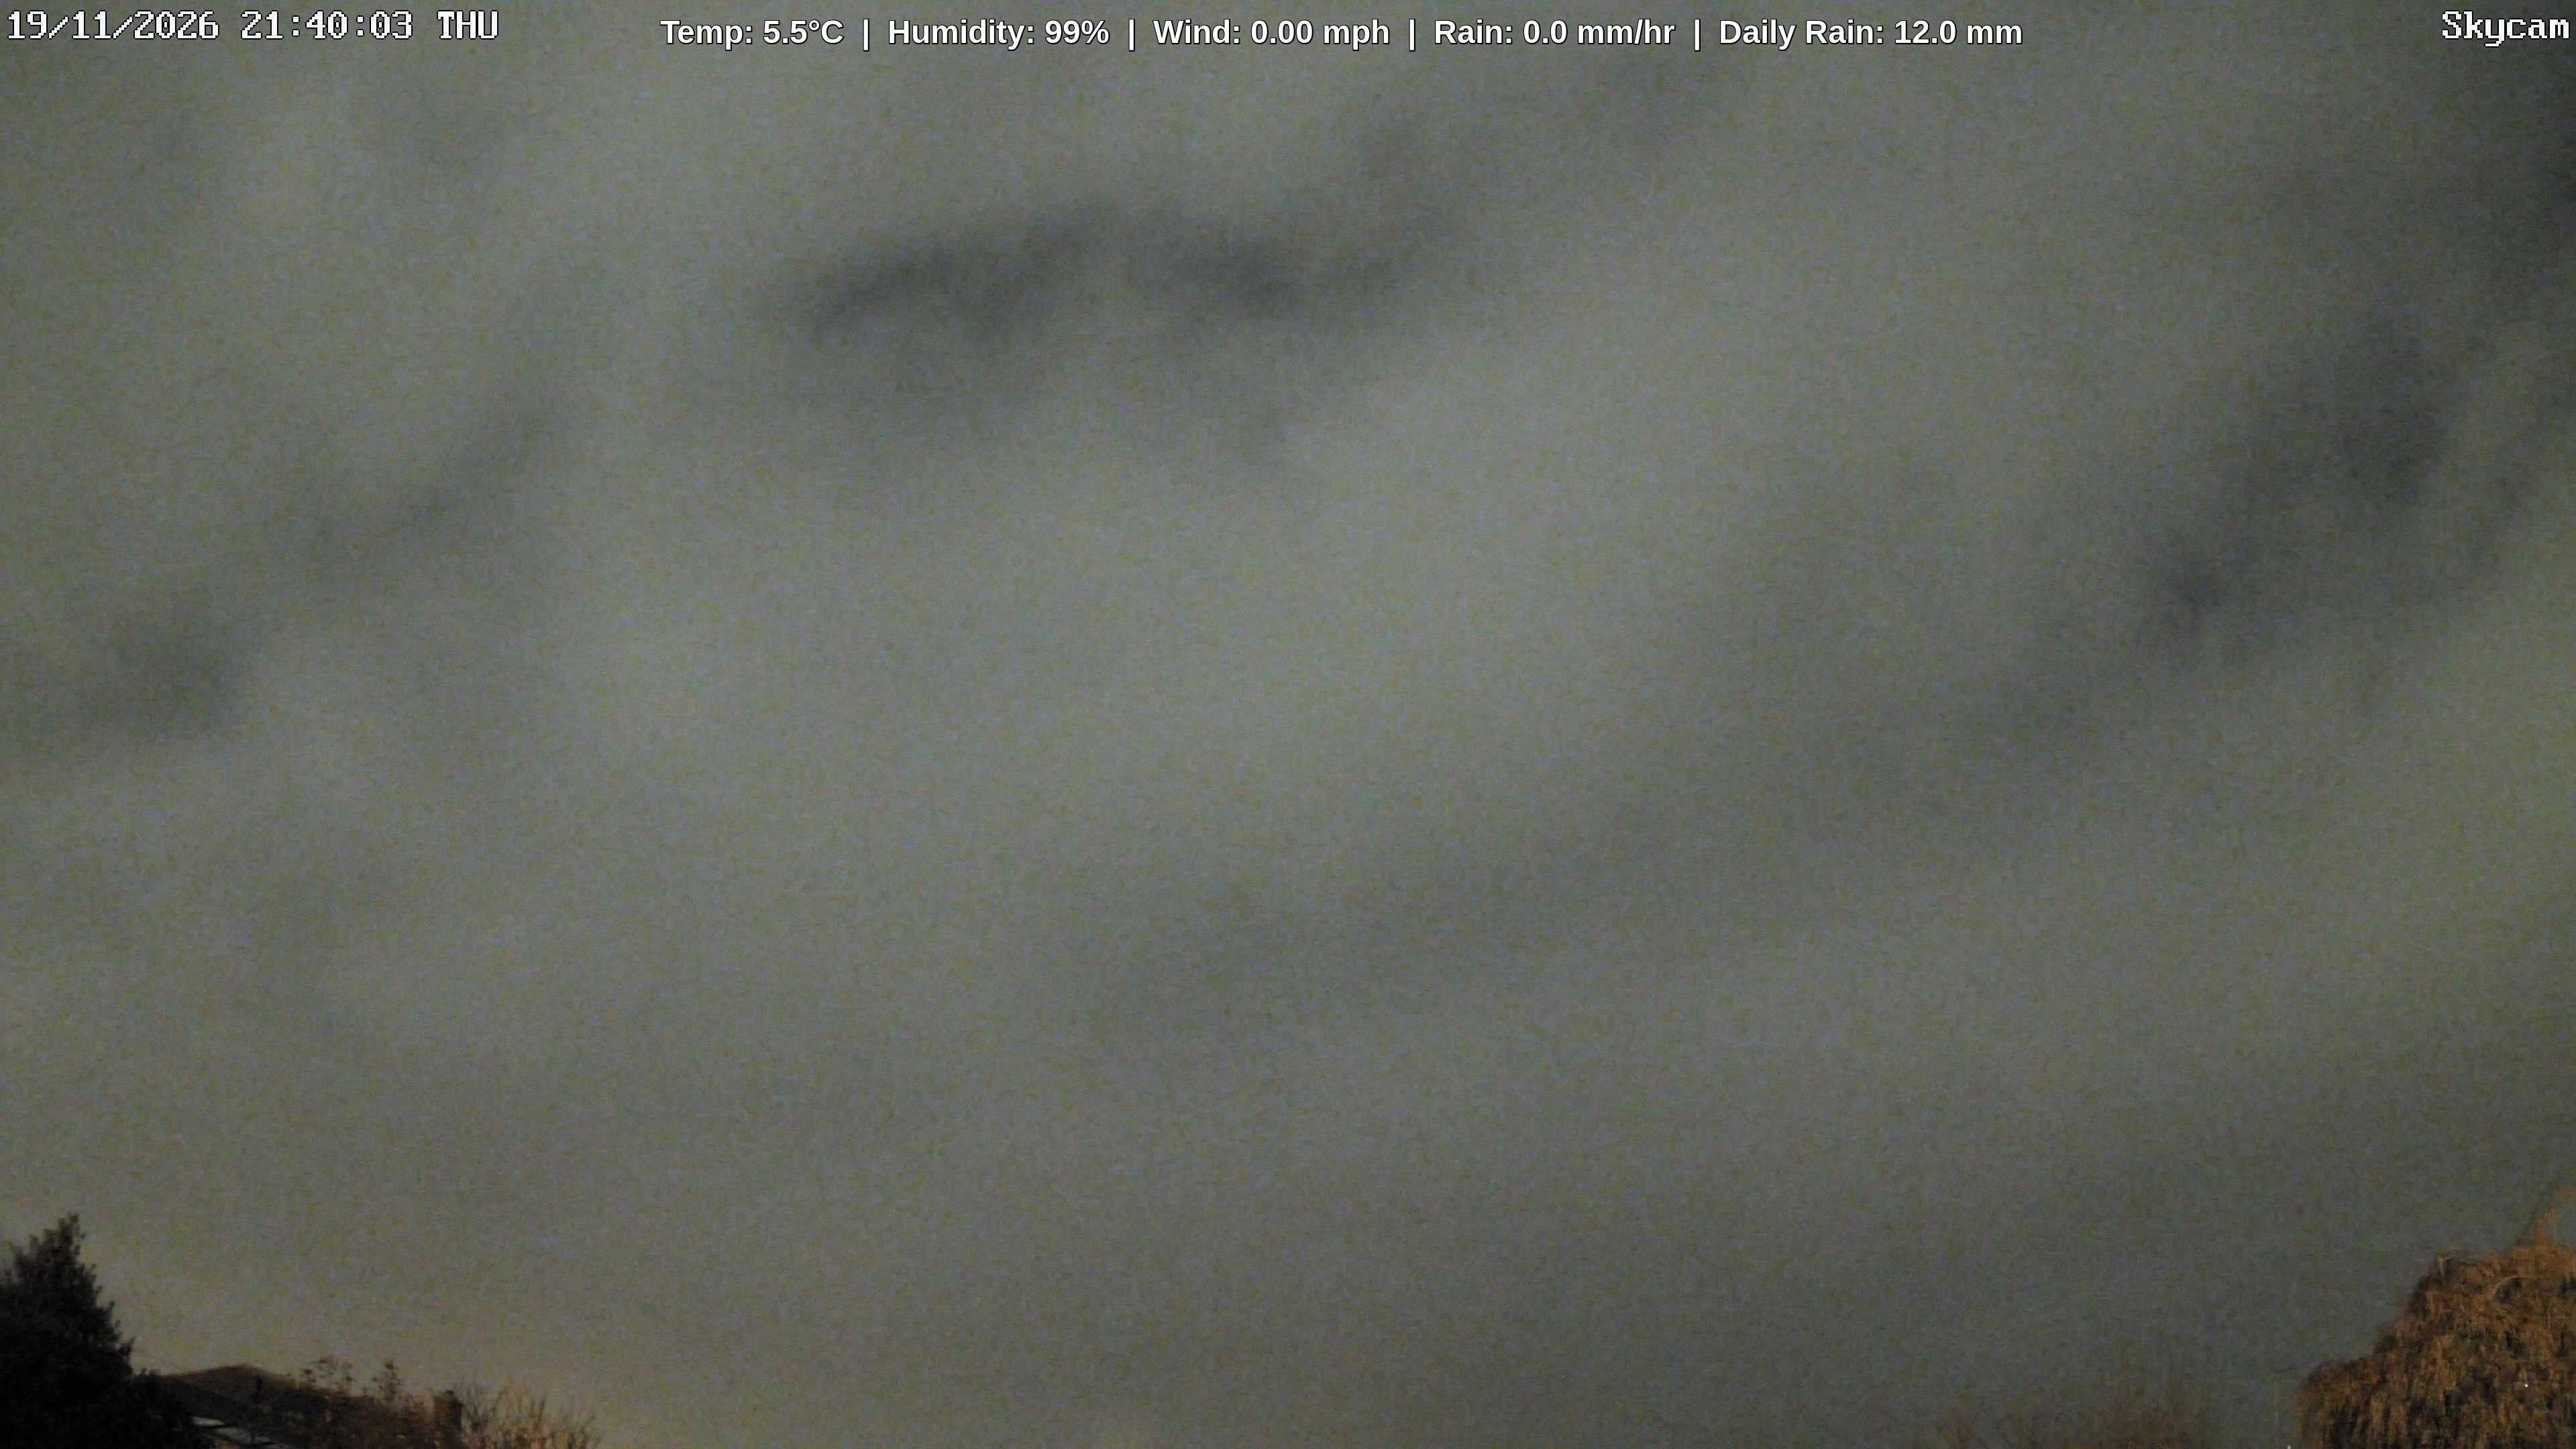 19/11/2026 21:40:03 THU
Temp: 5.5°C | Humidity: 99% | Wind: 0.00 mph | Rain: 0.0 mm/hr | Daily Rain: 12.0 mm
Skycam